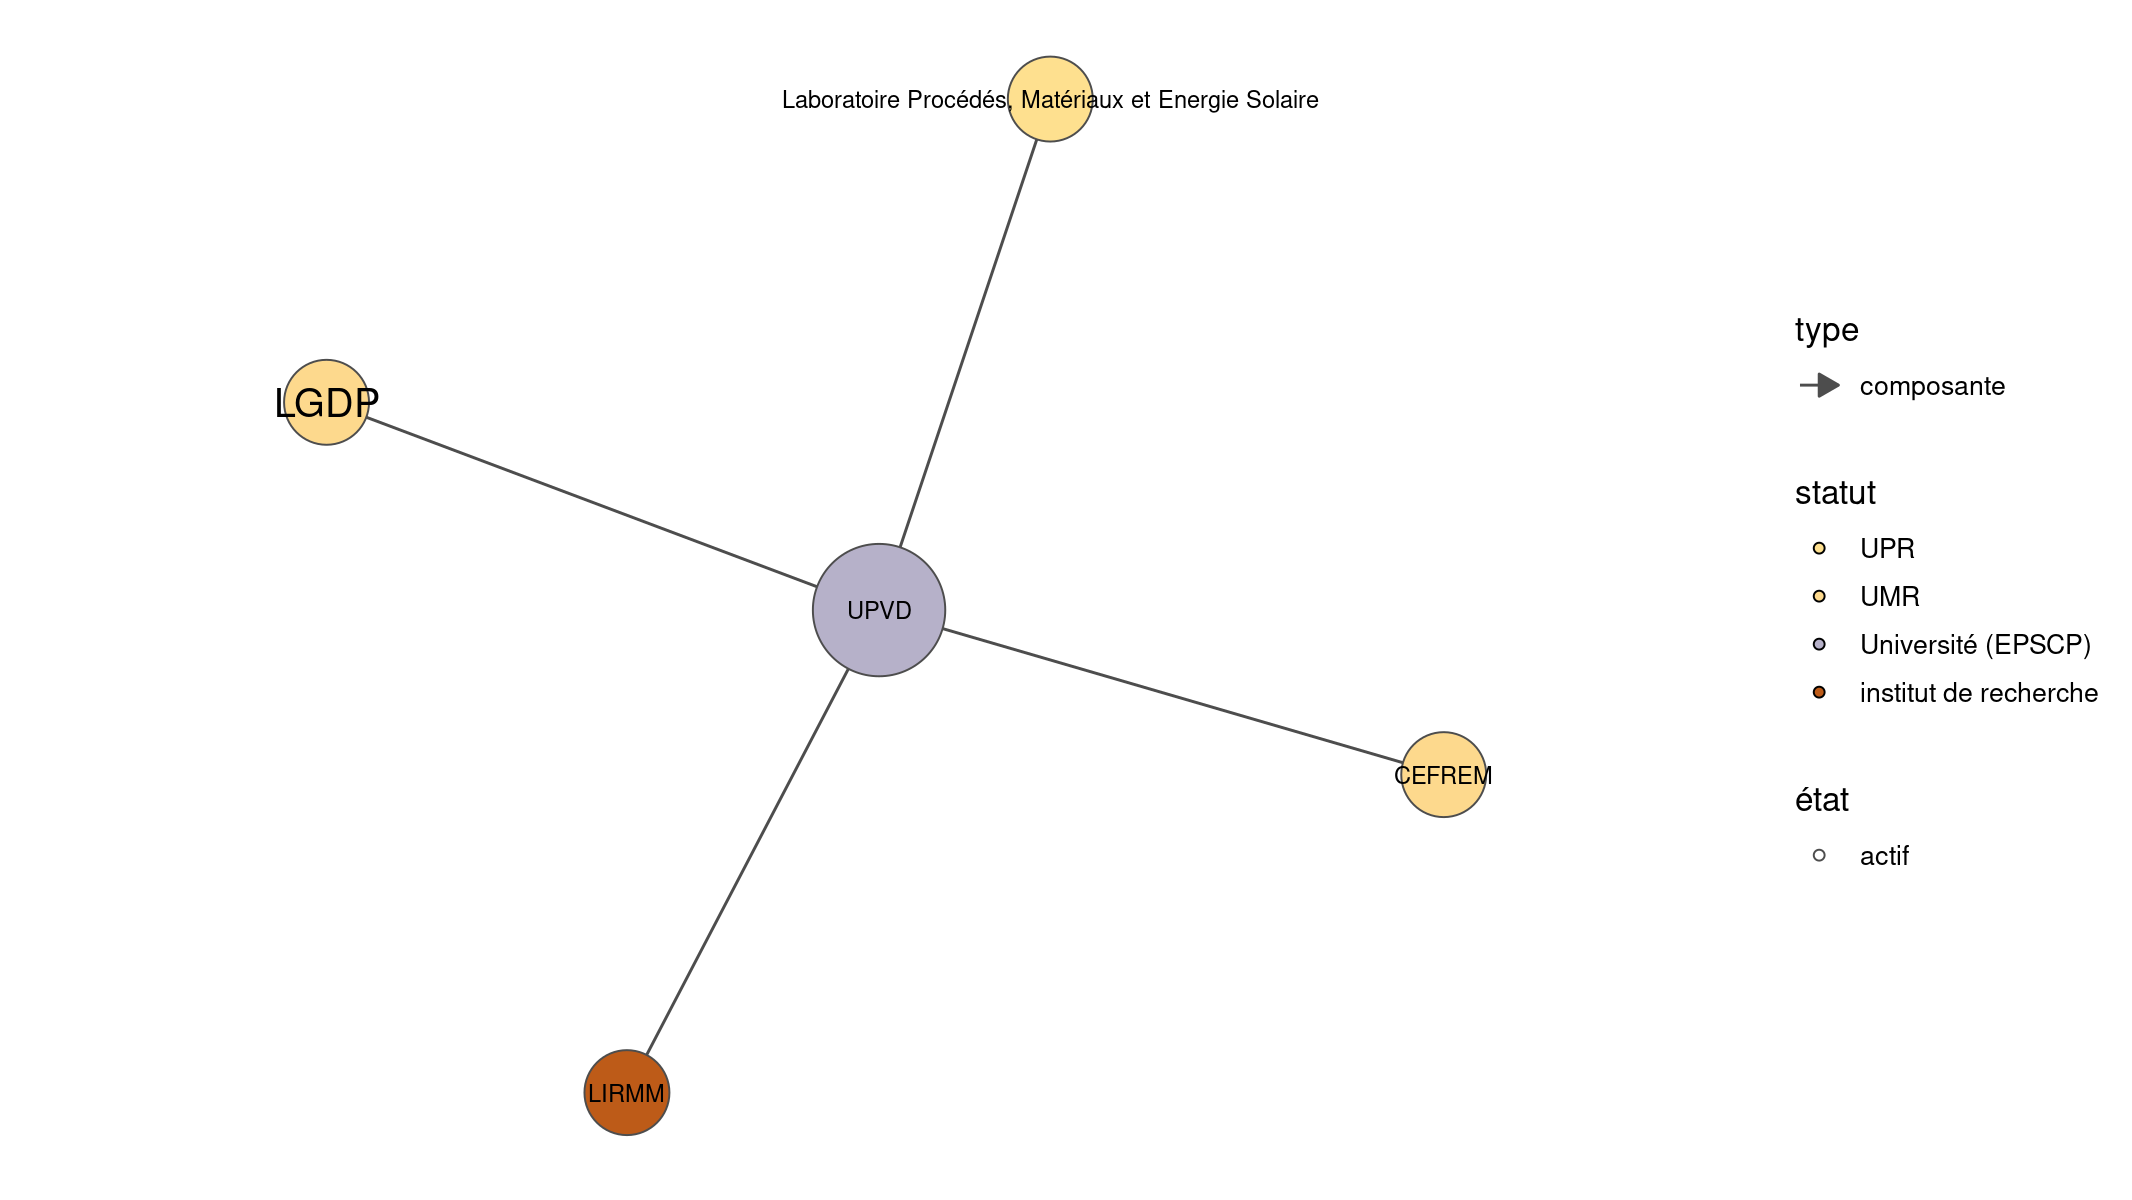 Laboratoire Procédés, Matériaux et Energie Solaire
LGDP
UPVD
CEFREM
LIRMM
type
composante
statut
UPR
UMR
Université (EPSCP)
institut de recherche
état
actif